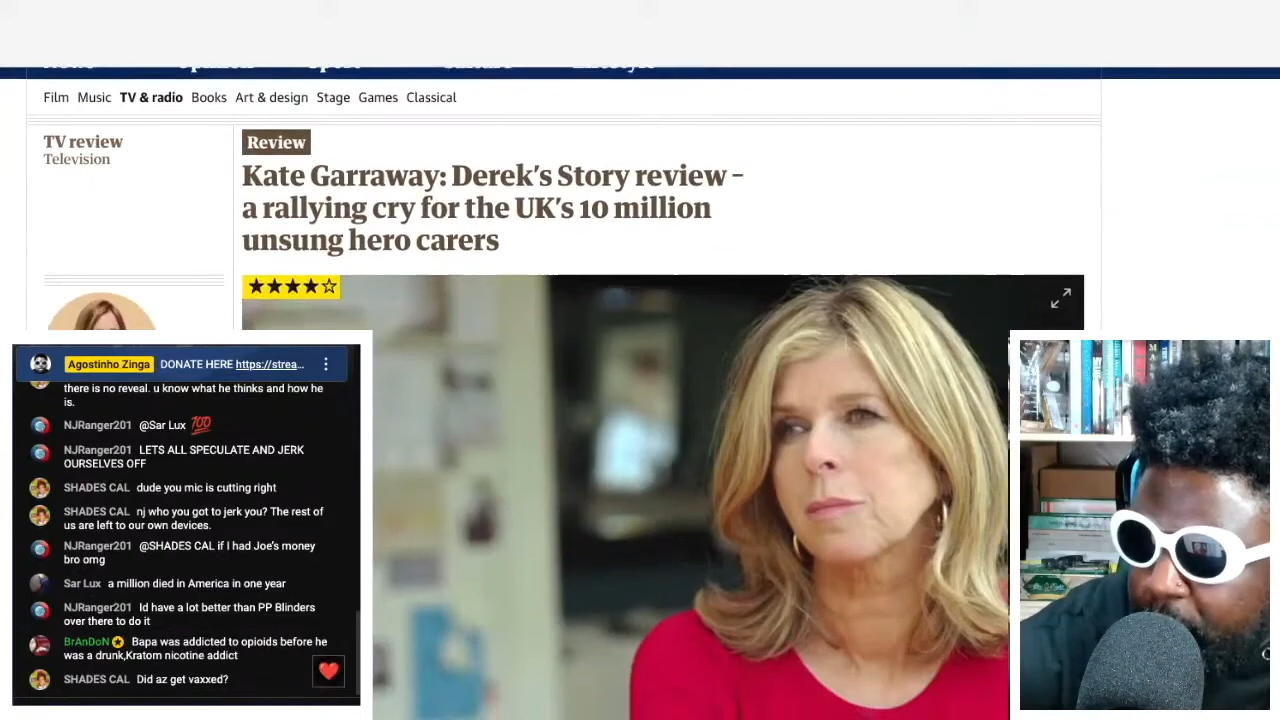 Film Music TV & radio Books Art & design Stage Games Classical
TV review
Television
Review
Kate Garraway: Derek's Story review –
a rallying cry for the UK's 10 million
unsung hero carers
Agostinho Zinga DONATE HERE https://strea...
there is no reveal. u know what he thinks and how he
is.
NJRanger201 @Sar Lux 100
NJRanger201 LETS ALL SPECULATE AND JERK
OURSELVES OFF
SHADES CAL dude you mic is cutting right
SHADES CAL nj who you got to jerk you? The rest of
us are left to our own devices.
NJRanger201 @SHADES CAL if I had Joe's money
bro omg
Sar Lux a million died in America in one year
NJRanger201 Id have a lot better than PP Blinders
over there to do it
BrAnDoN Bapa was addicted to opioids before he
was a drunk,Kratom nicotine addict
SHADES CAL Did az get vaxxed?